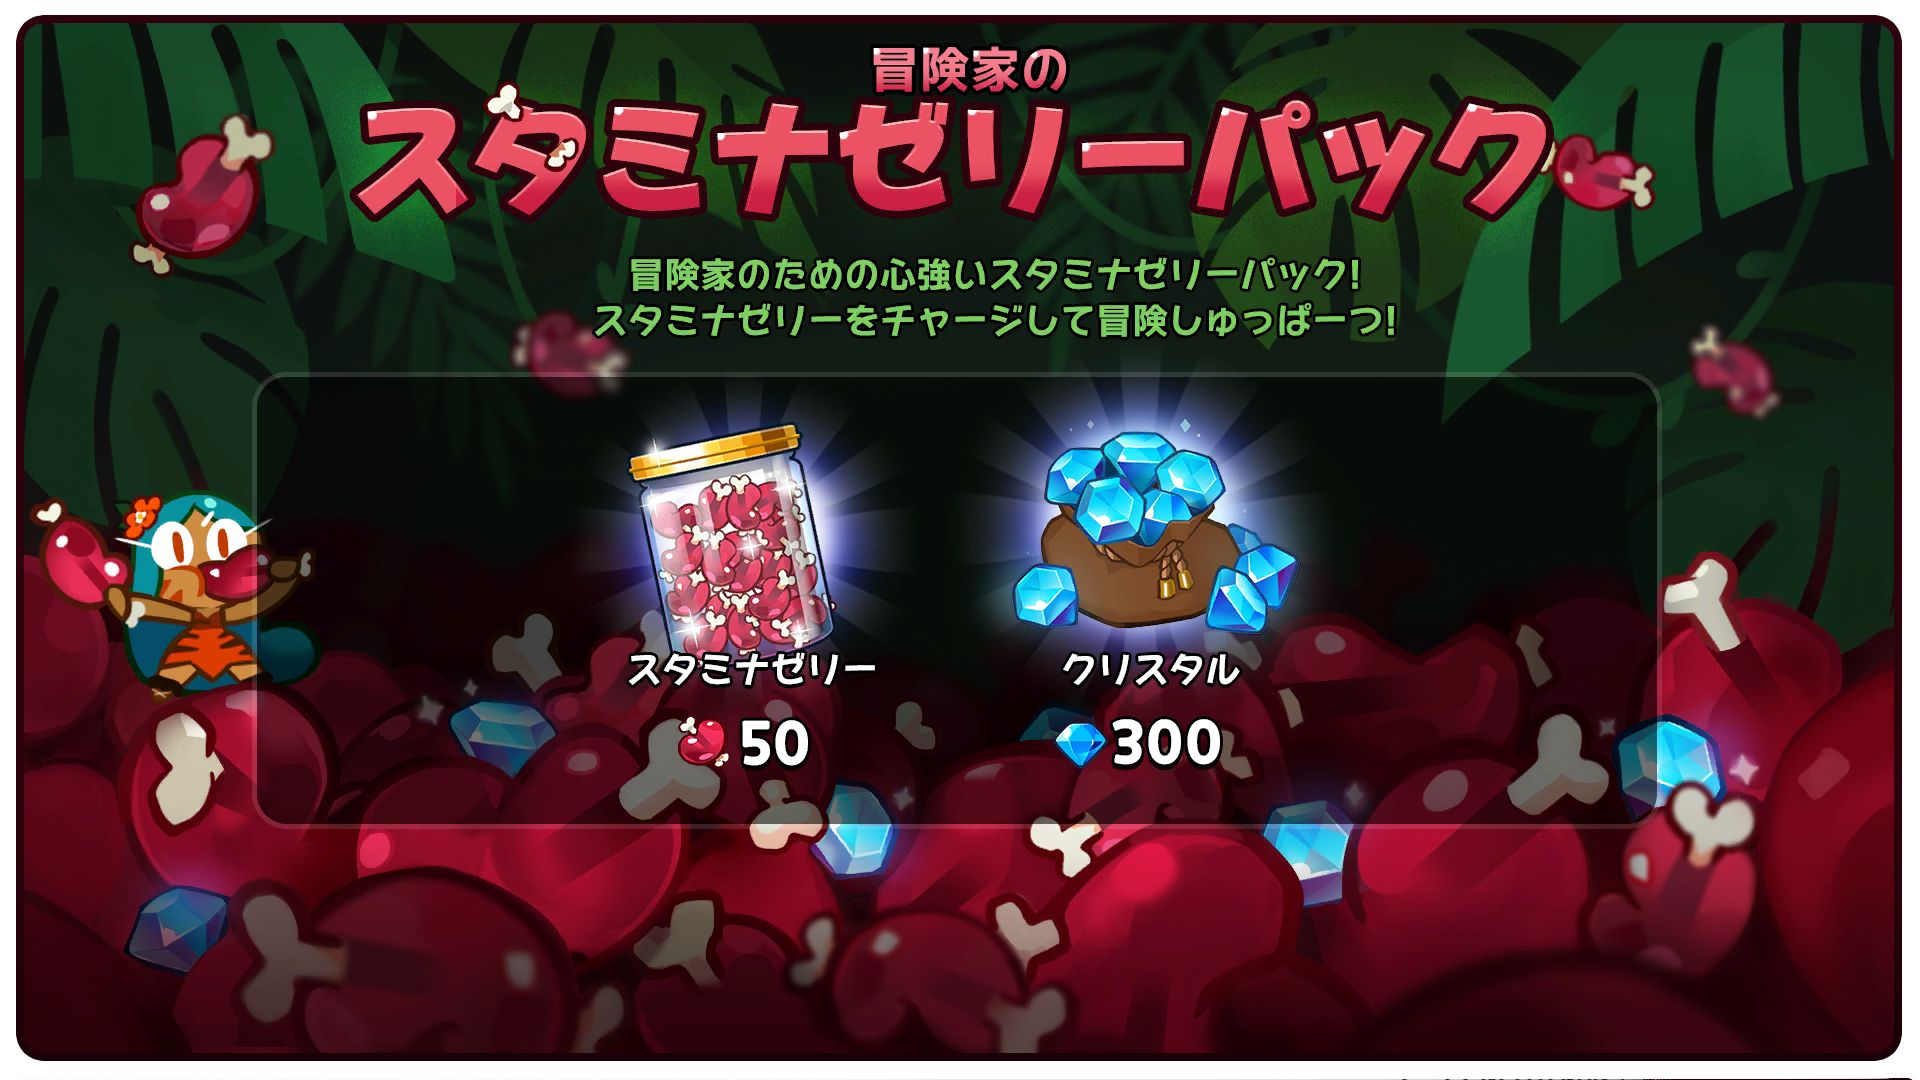 冒険家の
スタミナゼリーパック
冒険家のための心強いスタミナゼリーパック!
スタミナゼリーをチャージして冒険しゅっぱーつ!
スタミナゼリー
クリスタル
50
300